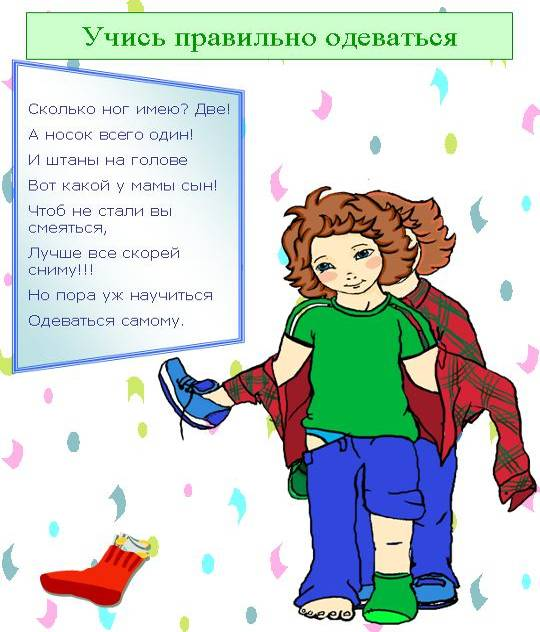 Учись правильно одеваться
Сколько ног имею? Две!
А носок всего один!
И штаны на голове
Вот какой у мамы сын!
Чтоб не стали вы
смеяться,
Лучше все скорей
сниму!!!
Но пора уж научиться
Одеваться самому.